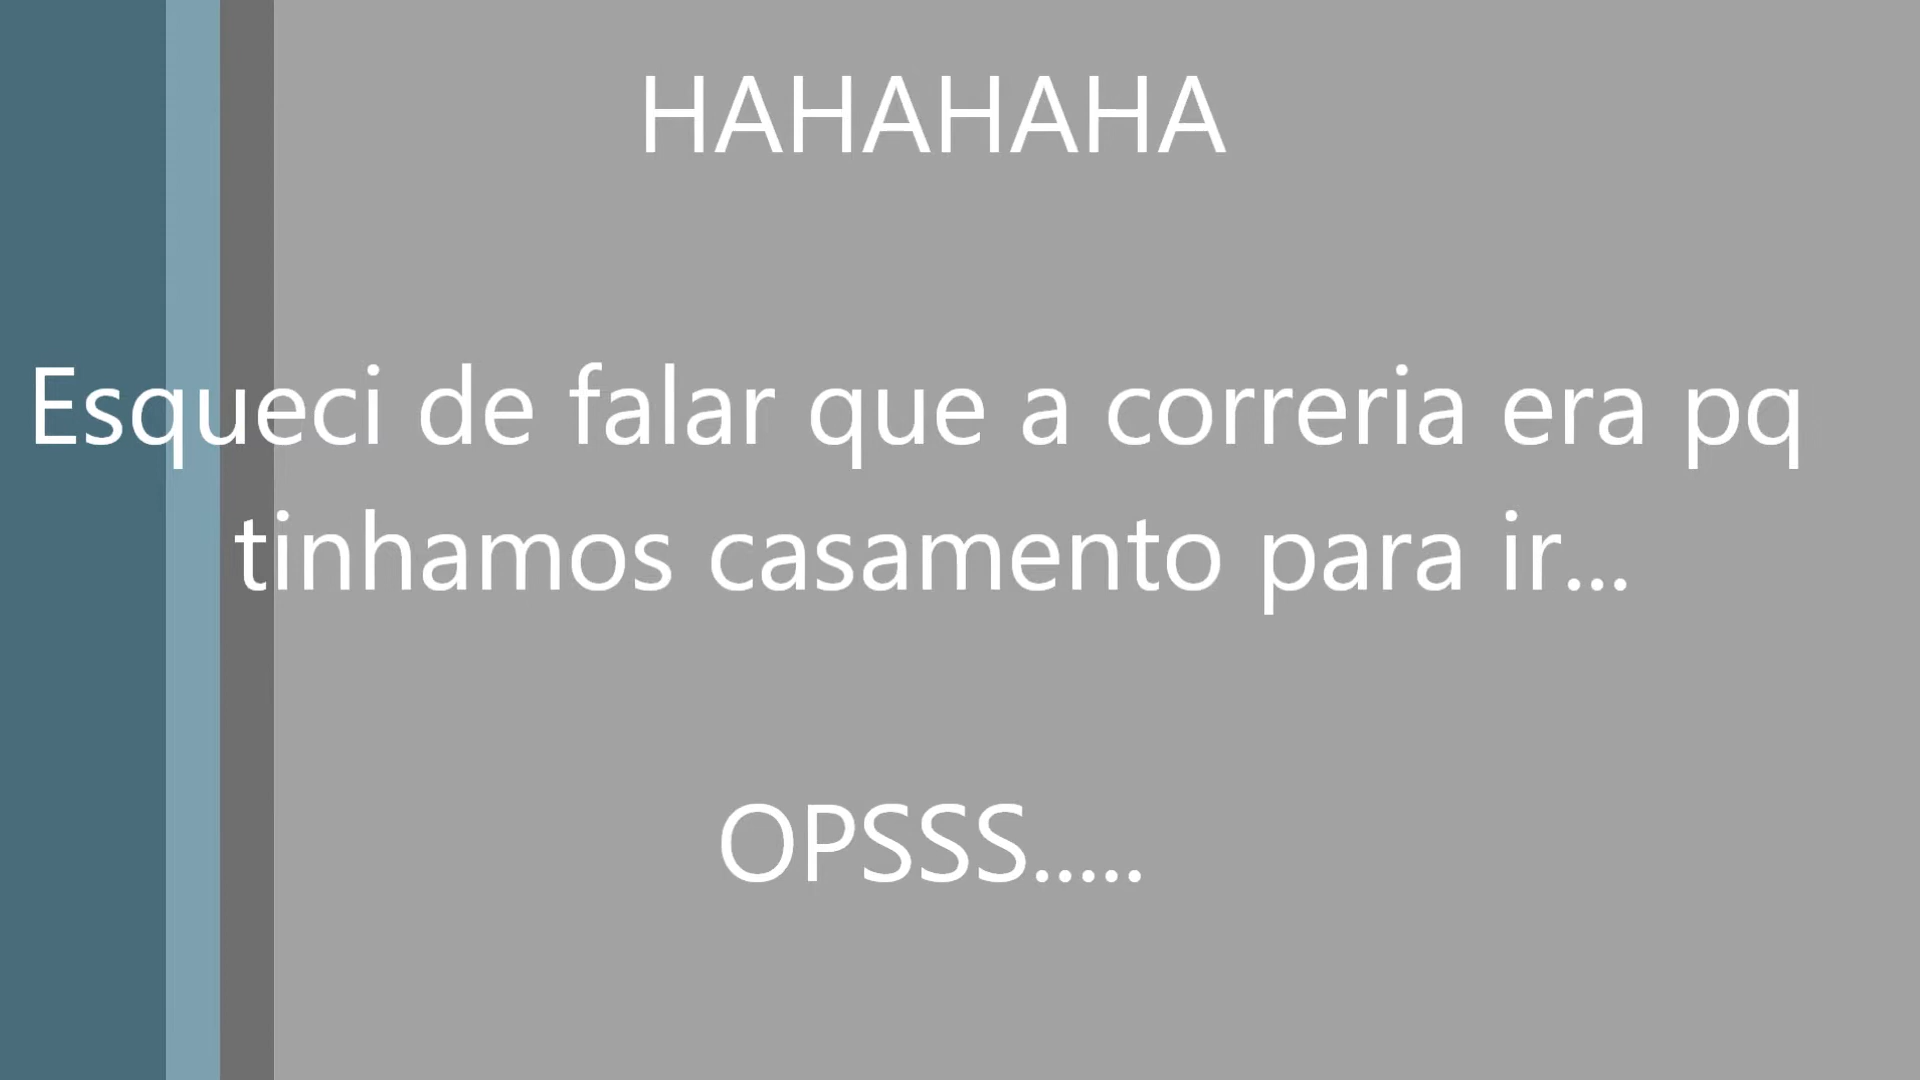 HAHAHAHA
Esqueci de falar que a correria era pq
tinhamos casamento para ir...
OPSSS.....